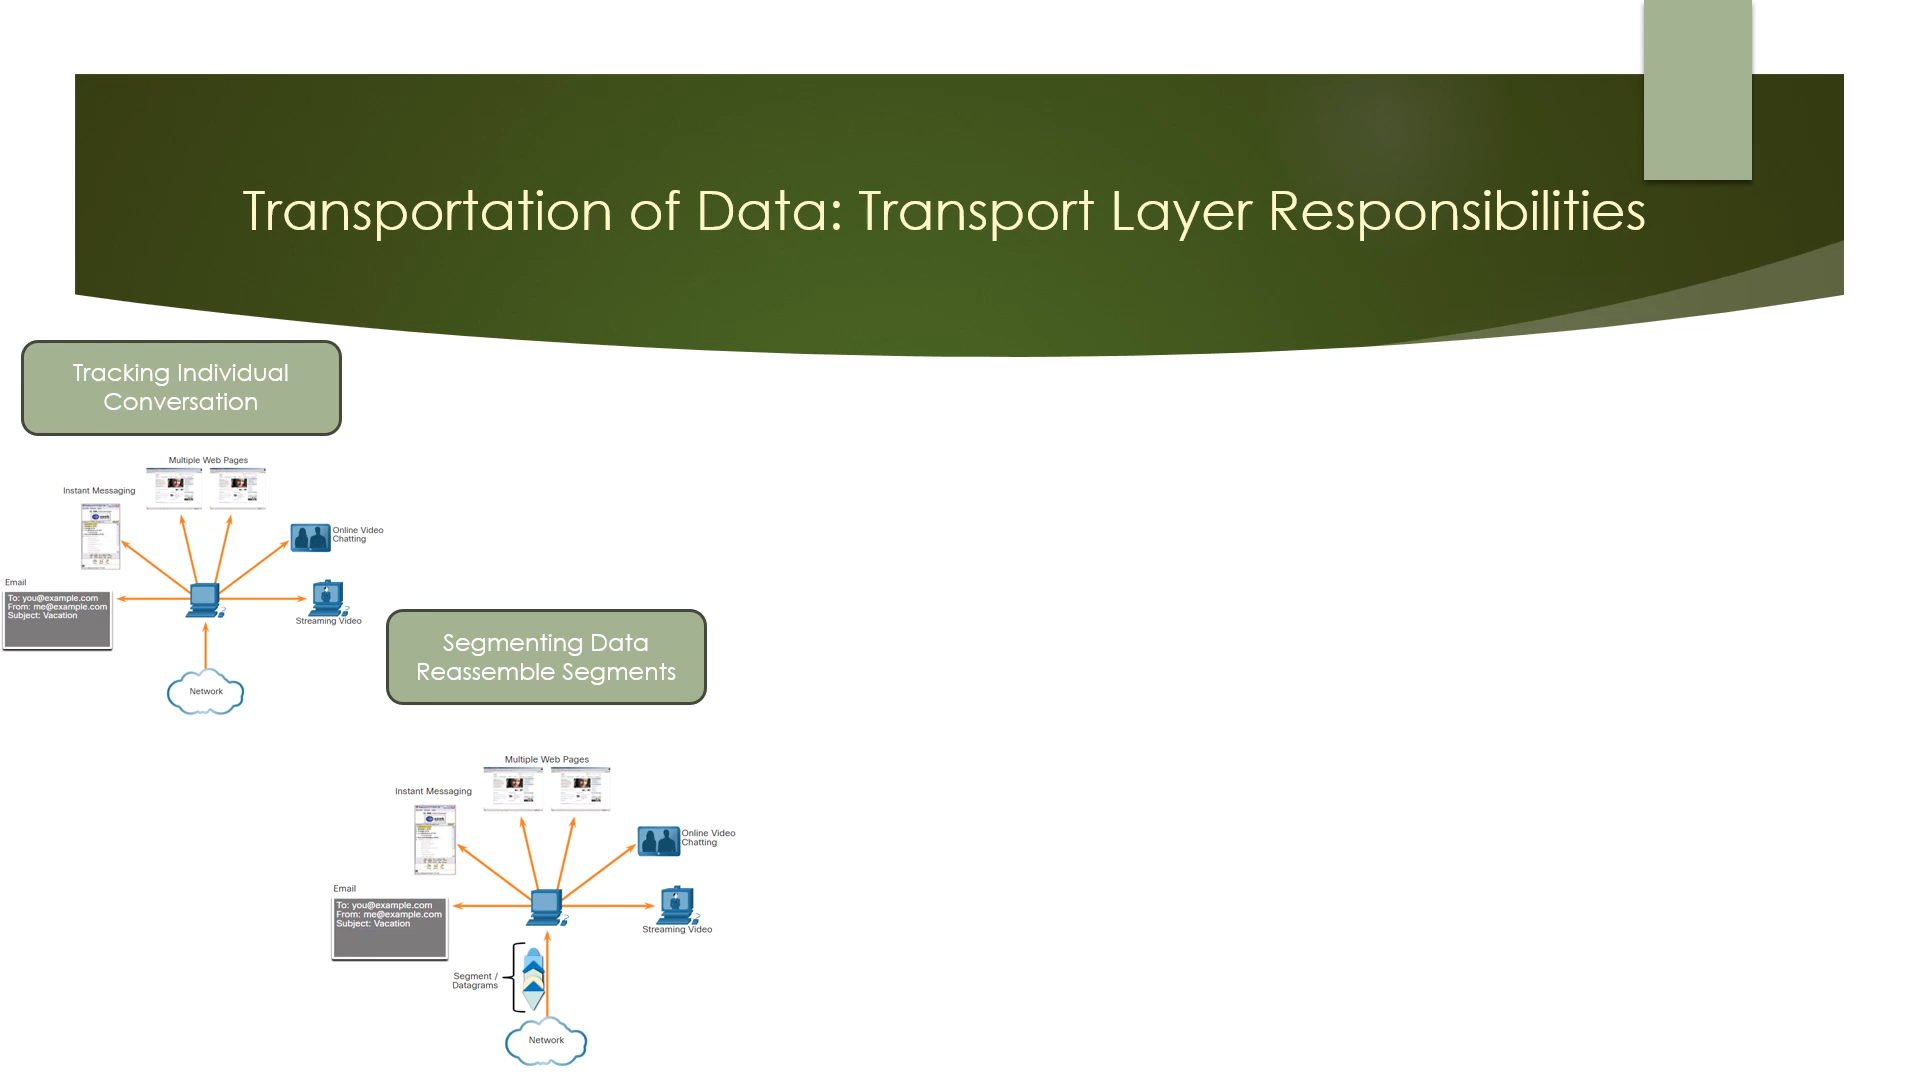 Transportation of Data: Transport Layer Responsibilities
Tracking Individual
Conversation
Multiple Web Pages
Instant Messaging
Online Video
Chatting
Email
To: you@example.com
From: me@example.com
Subject: Vacation
Streaming Video
Network
Segmenting Data
Reassemble Segments
Multiple Web Pages
Instant Messaging
Online Video
Chatting
Email
To: you@example.com
From: me@example.com
Subject: Vacation
Streaming Video
Segment /
Datagrams
Network